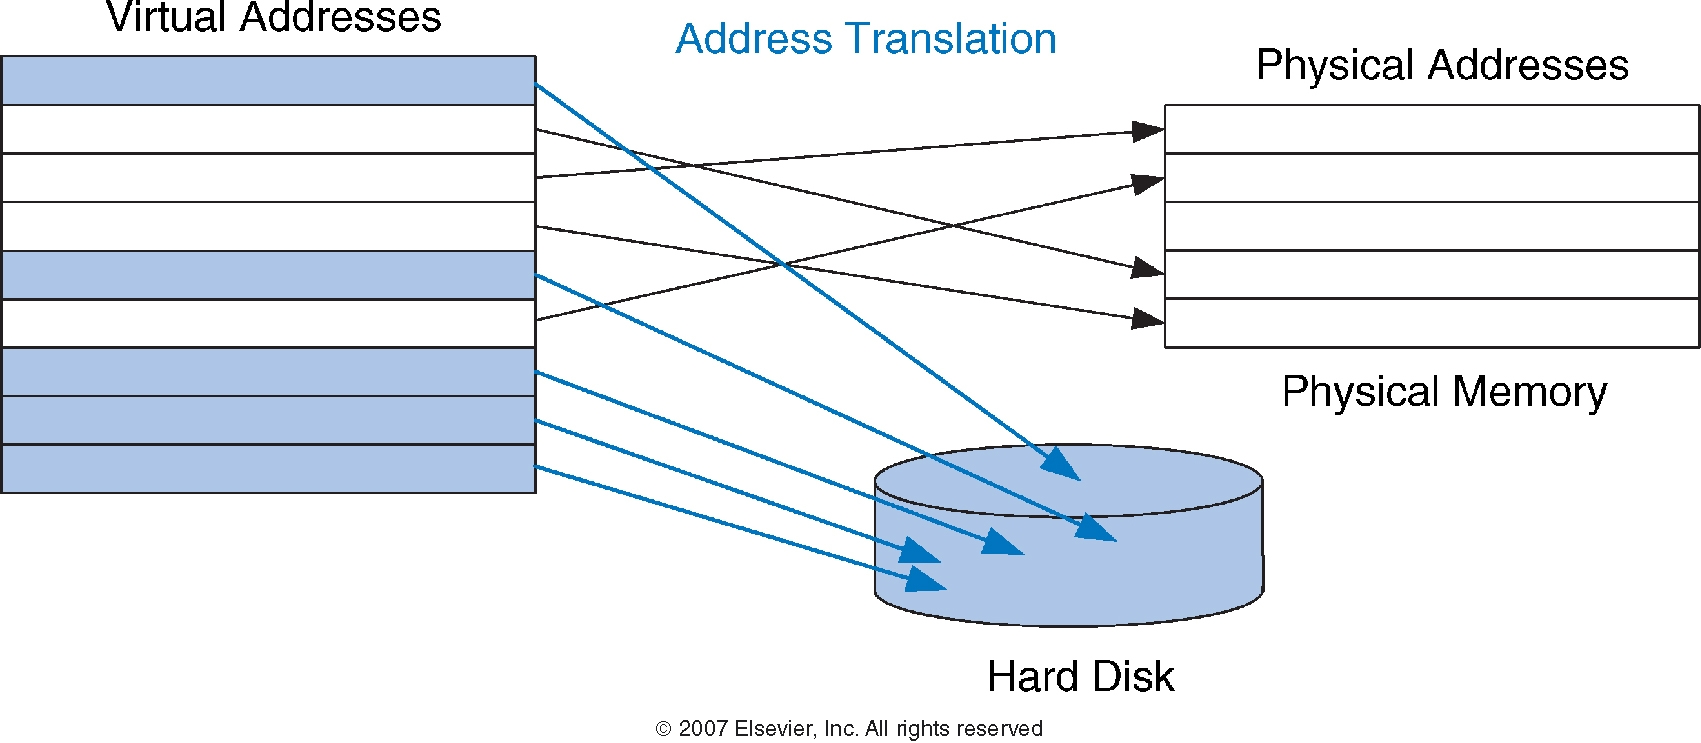 Virtual Addresses
Address Translation
Physical Addresses
Physical Memory
Hard Disk
© 2007 Elsevier, Inc. All rights reserved